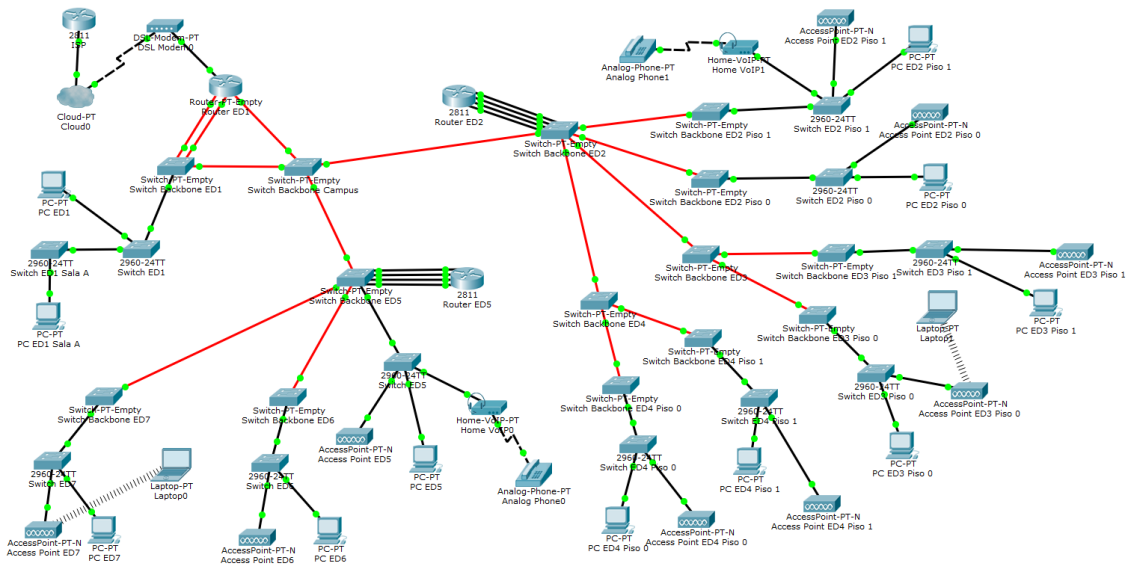 2811
ISP
DSL-Modem-PT
DSL Modem0
Cloud-PT
Cloud0
Router-PT-Empty
Router ED1
Switch-PT-Empty
Switch Backbone ED1
Switch-PT-Empty
Switch Backbone Campus
PC-PT
PC ED1
2960-24TT
Switch ED1 Sala A
2960-24TT
Switch ED1
PC-PT
PC ED1 Sala A
2811
Router ED2
Switch-PT-Empty
Switch Backbone ED2
Analog-Phone-PT
Analog Phone1
Home-VoIP-PT
Home VoIP1
AccessPoint-PT-N
Access Point ED2 Piso 1
PC-PT
PC ED2 Piso 1
Switch-PT-Empty
Switch Backbone ED2 Piso 1
2960-24TT
Switch ED2 Piso 1
AccessPoint-PT-N
Access Point ED2 Piso 0
Switch-PT-Empty
Switch Backbone ED2 Piso 0
2960-24TT
Switch ED2 Piso 0
PC-PT
PC ED2 Piso 0
Switch-PT-Empty
Switch Backbone ED3
Switch-PT-Empty
Switch Backbone ED3 Piso 1
2960-24TT
Switch ED3 Piso 1
AccessPoint-PT-N
Access Point ED3 Piso 1
PC-PT
PC ED3 Piso 1
Switch-PT-Empty
Switch Backbone ED3 Piso 0
Laptop-PT
Laptop1
2960-24TT
Switch ED3 Piso 0
AccessPoint-PT-N
Access Point ED3 Piso 0
PC-PT
PC ED3 Piso 0
Switch-PT-Empty
Switch Backbone ED4
Switch-PT-Empty
Switch Backbone ED4 Piso 1
Switch-PT-Empty
Switch Backbone ED4 Piso 0
2960-24TT
Switch ED4 Piso 1
2960-24TT
Switch ED4 Piso 0
PC-PT
PC ED4 Piso 1
AccessPoint-PT-N
Access Point ED4 Piso 1
PC-PT
PC ED4 Piso 0
AccessPoint-PT-N
Access Point ED4 Piso 0
Switch-PT-Empty
Switch Backbone ED5
2811
Router ED5
2960-24TT
Switch ED5
Home-VoIP-PT
Home VoIP0
AccessPoint-PT-N
Access Point ED5
PC-PT
PC ED5
Analog-Phone-PT
Analog Phone0
Switch-PT-Empty
Switch Backbone ED7
Switch-PT-Empty
Switch Backbone ED6
2960-24TT
Switch ED7
Laptop-PT
Laptop0
2960-24TT
Switch ED6
AccessPoint-PT-N
Access Point ED7
PC-PT
PC ED7
AccessPoint-PT-N
Access Point ED6
PC-PT
PC ED6